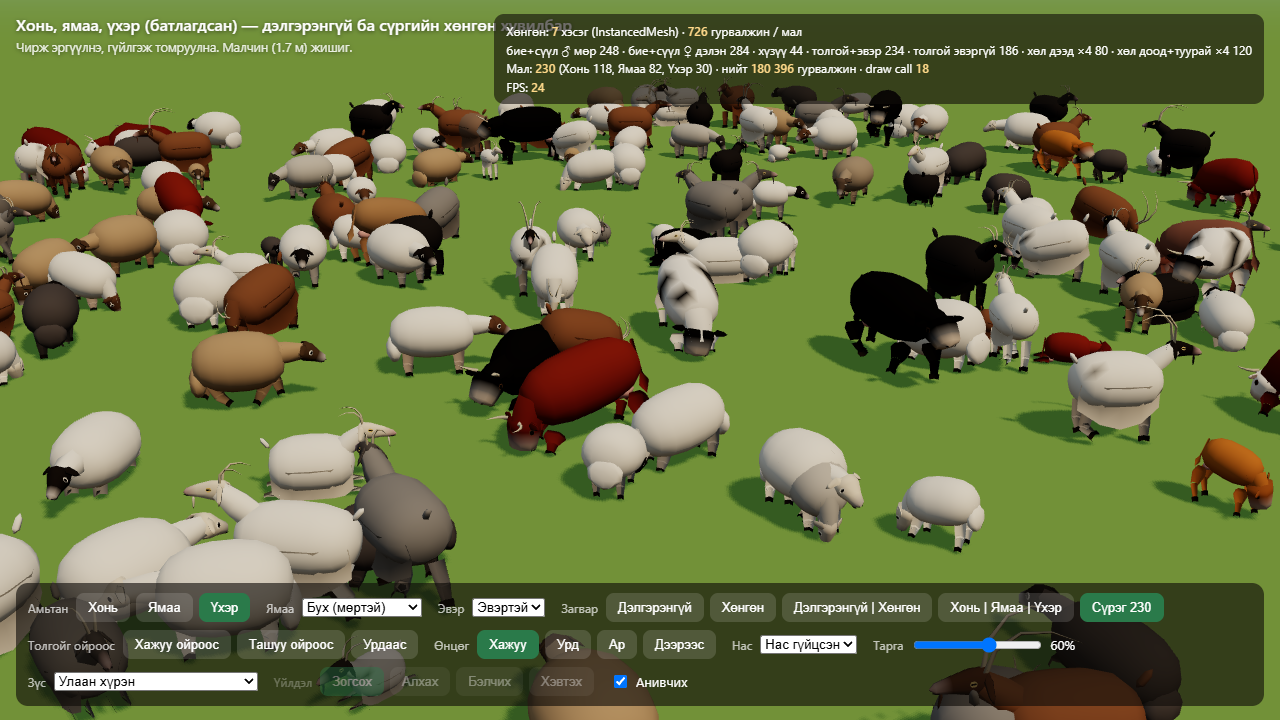 Хонь, ямаа, үхэр (батлагдсан) — дэлгэрэнгүй ба сүргийн хөнгөн хувилбар
Чирж эргүүлнэ, гүйлгэж томруулна. Малчин (1.7 м) жишиг.
Хөнгөн: 7 хэсэг (InstancedMesh) · 726 гурвалжин / мал
бие+сүүл ♂ мөр 248 · бие+сүүл ♀ дэлэн 284 · хүзүү 44 · толгой+эвэр 234 · толгой эвэргүй 186 · хөл дээд ×4 80 · хөл доод+туурай ×4 120
Мал: 230 (Хонь 118, Ямаа 82, Үхэр 30) · нийт 180 396 гурвалжин · draw call 18
FPS: 24
Амьтан Хонь Ямаа Үхэр Ямаа Бух (мөртэй) Эвэр Эвэртэй Загвар Дэлгэрэнгүй Хөнгөн Дэлгэрэнгүй | Хөнгөн Хонь | Ямаа | Үхэр Сүрэг 230
Толгойг ойроос Хажуу ойроос Ташуу ойроос Урдаас Өнцөг Хажуу Урд Ар Дээрээс Нас Нас гүйцсэн Тарга 60%
Зүс Улаан хүрэн Үйлдэл Зогсох Алхах Бэлчих Хэвтэх Анивчих